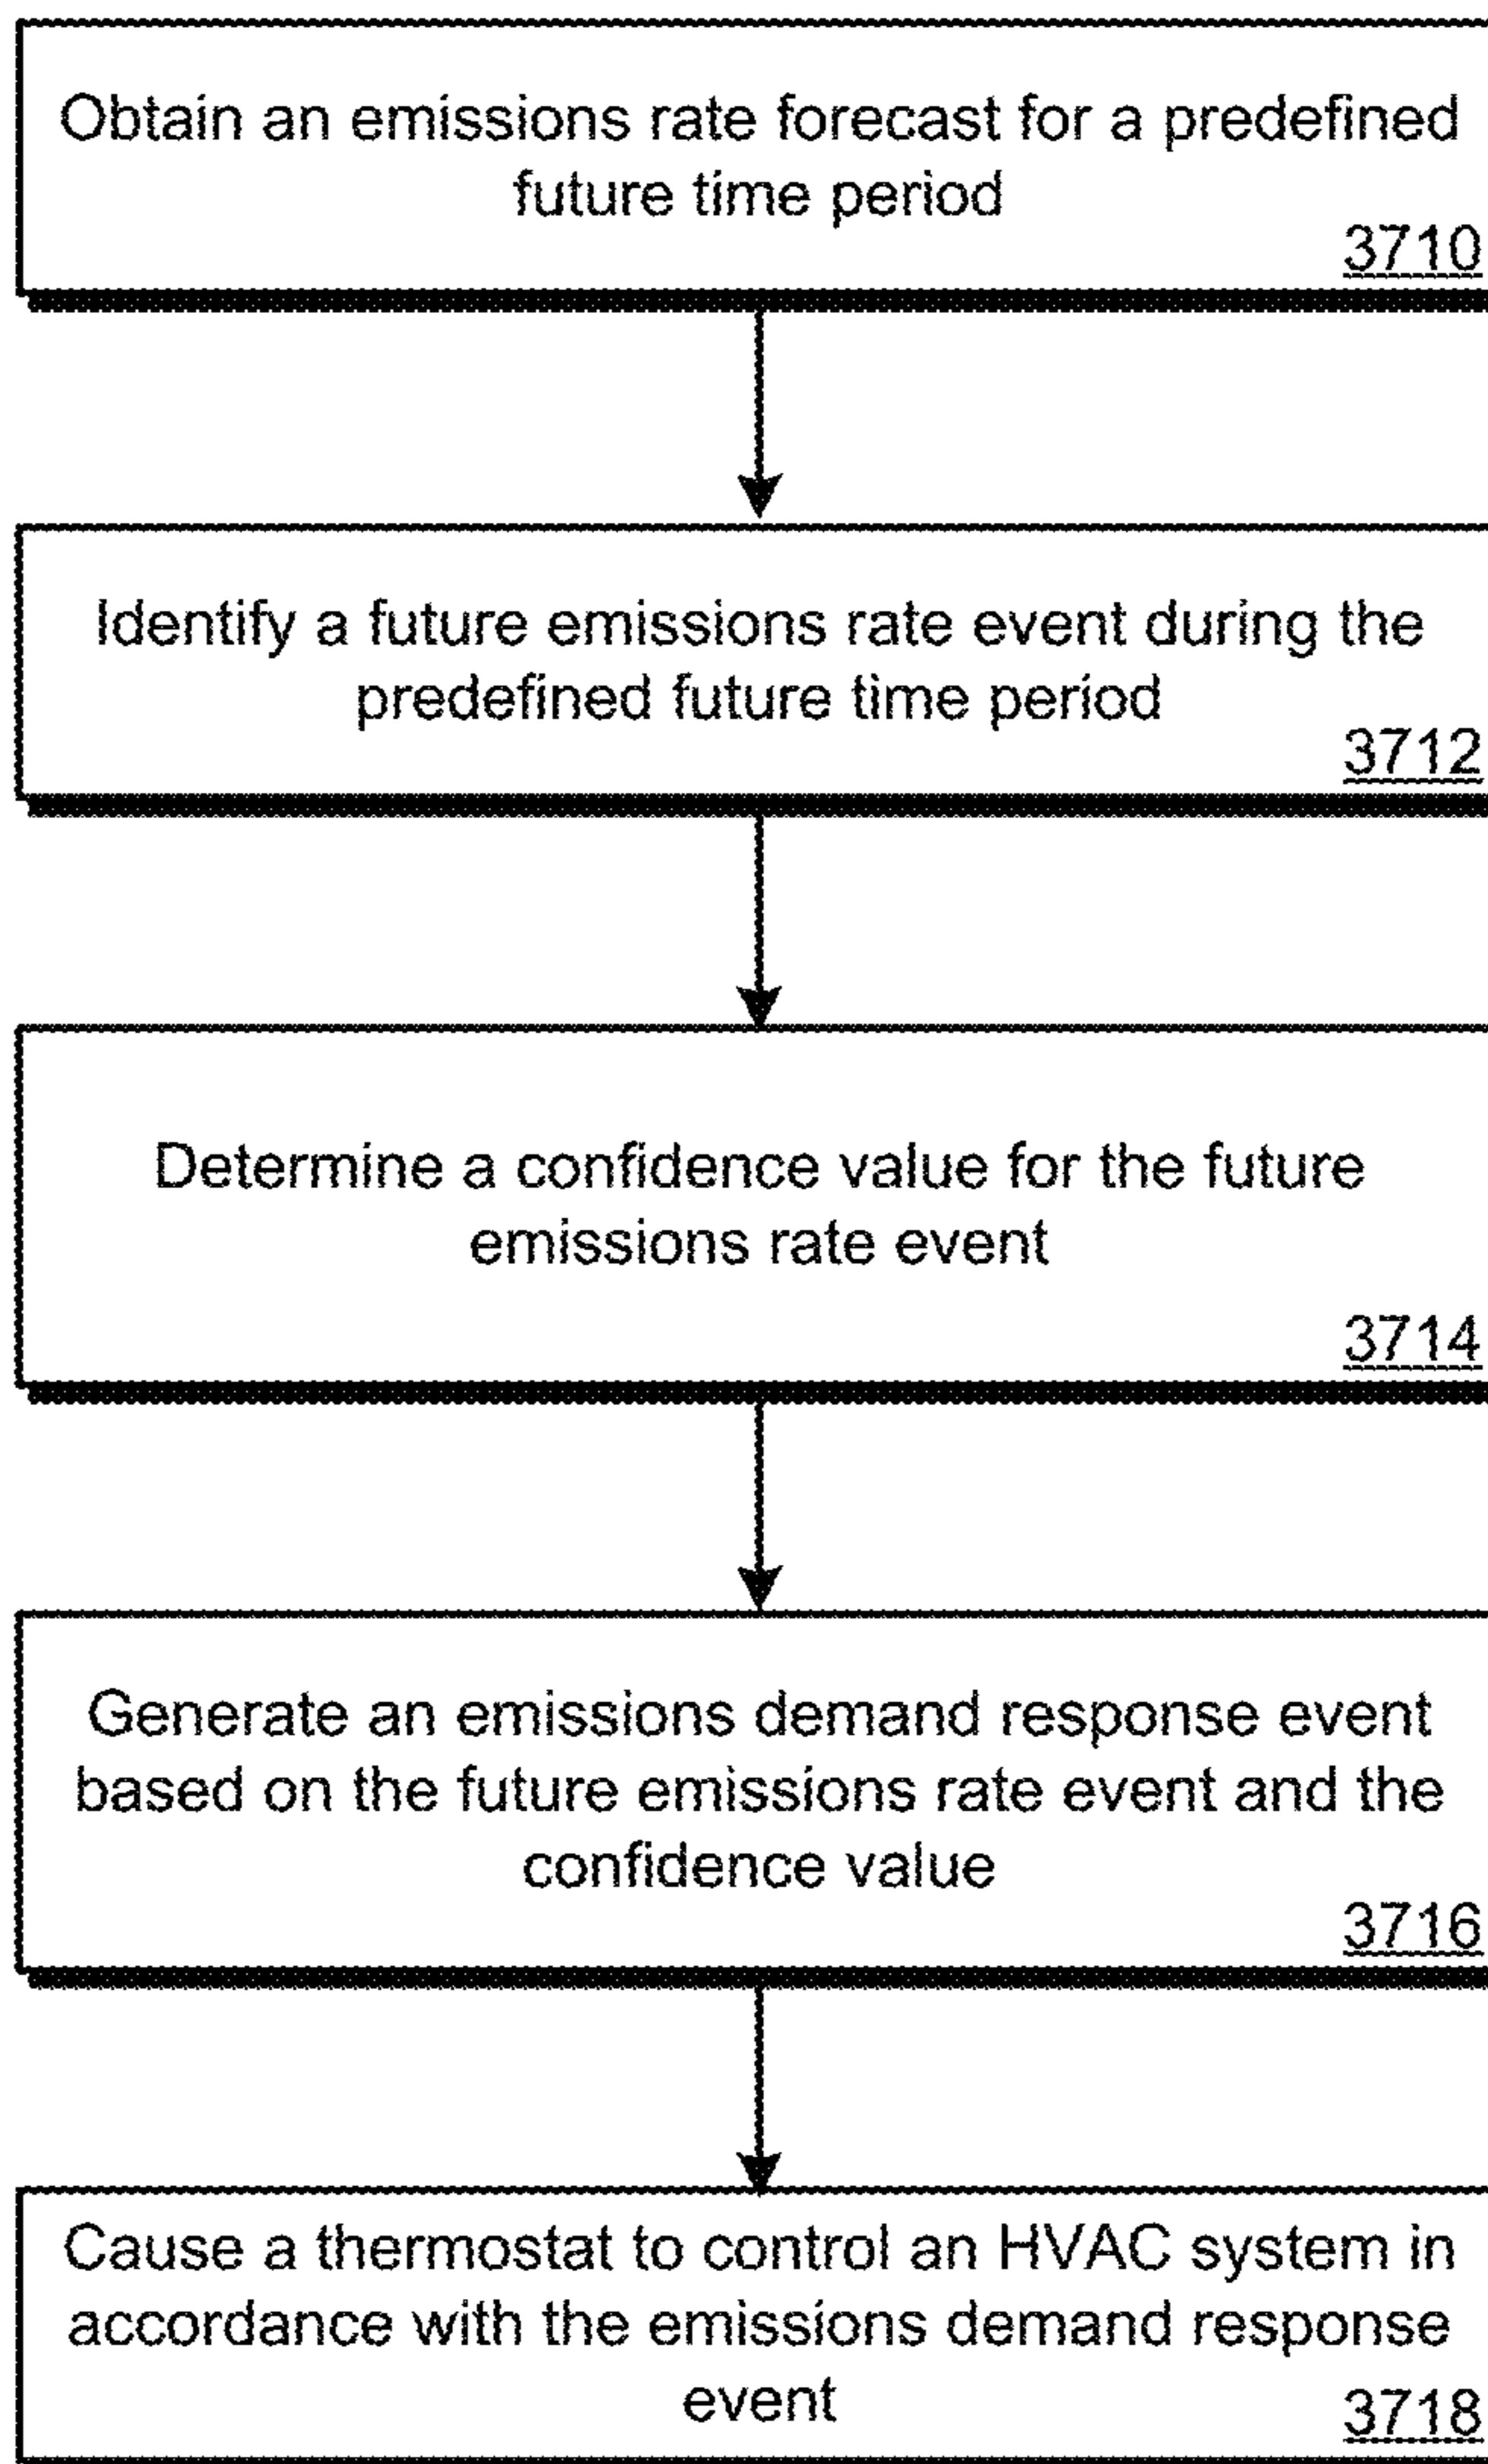 Obtain an emissions rate forecast for a predefined
future time period
3710
Identify a future emissions rate event during the
predefined future time period
3712
Determine a confidence value for the future
emissions rate event
3714
Generate an emissions demand response event
based on the future emissions rate event and the
confidence value
3716
Cause a thermostat to control an HVAC system in
accordance with the emissions demand response
event
3718